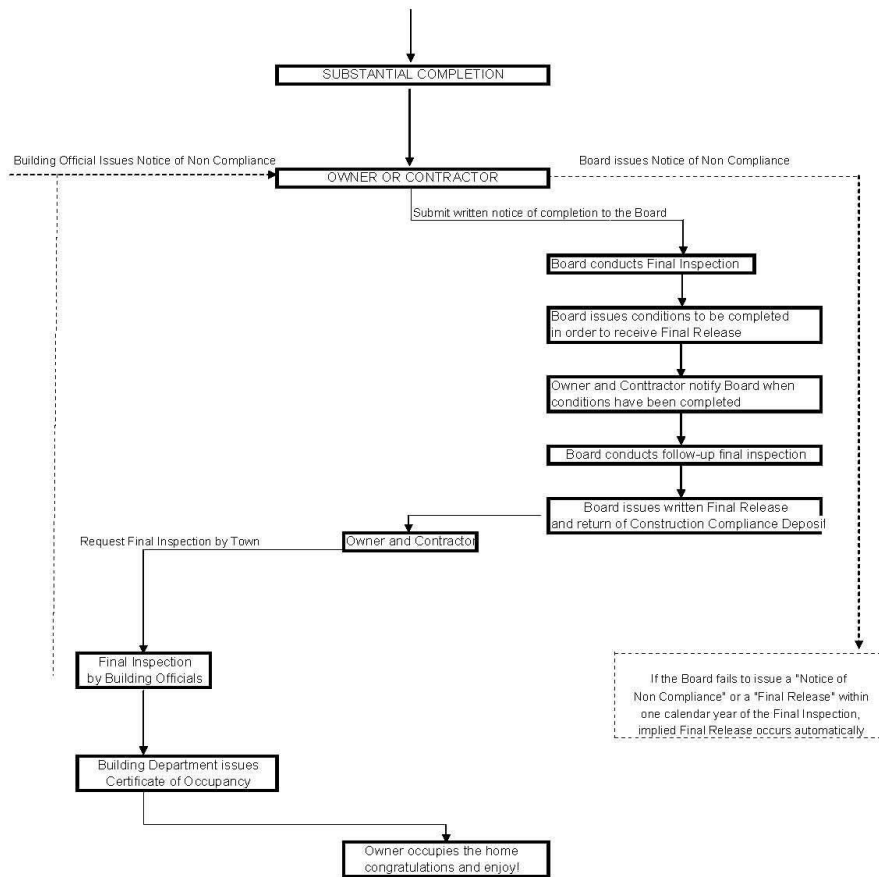 SUBSTANTIAL COMPLETION
Building Official Issues Notice of Non Compliance
Board issues Notice of Non Compliance
OWNER OR CONTRACTOR
Submit written notice of completion to the Board
Board conducts Final Inspection
Board issues conditions to be completed
in order to receive Final Release
Owner and Conttractor notify Board when
conditions have been completed
Board conducts follow-up final inspection
Board issues written Final Release
and return of Construction Compliance Deposit
Request Final Inspection by Town
Owner and Contractor
Final Inspection
by Building Officials
If the Board fails to issue a "Notice of
Non Compliance" or a "Final Release" within
one calendar year of the Final Inspection,
implied Final Release occurs automatically
Building Department issues
Certificate of Occupancy
Owner occupies the home
congratulations and enjoy!